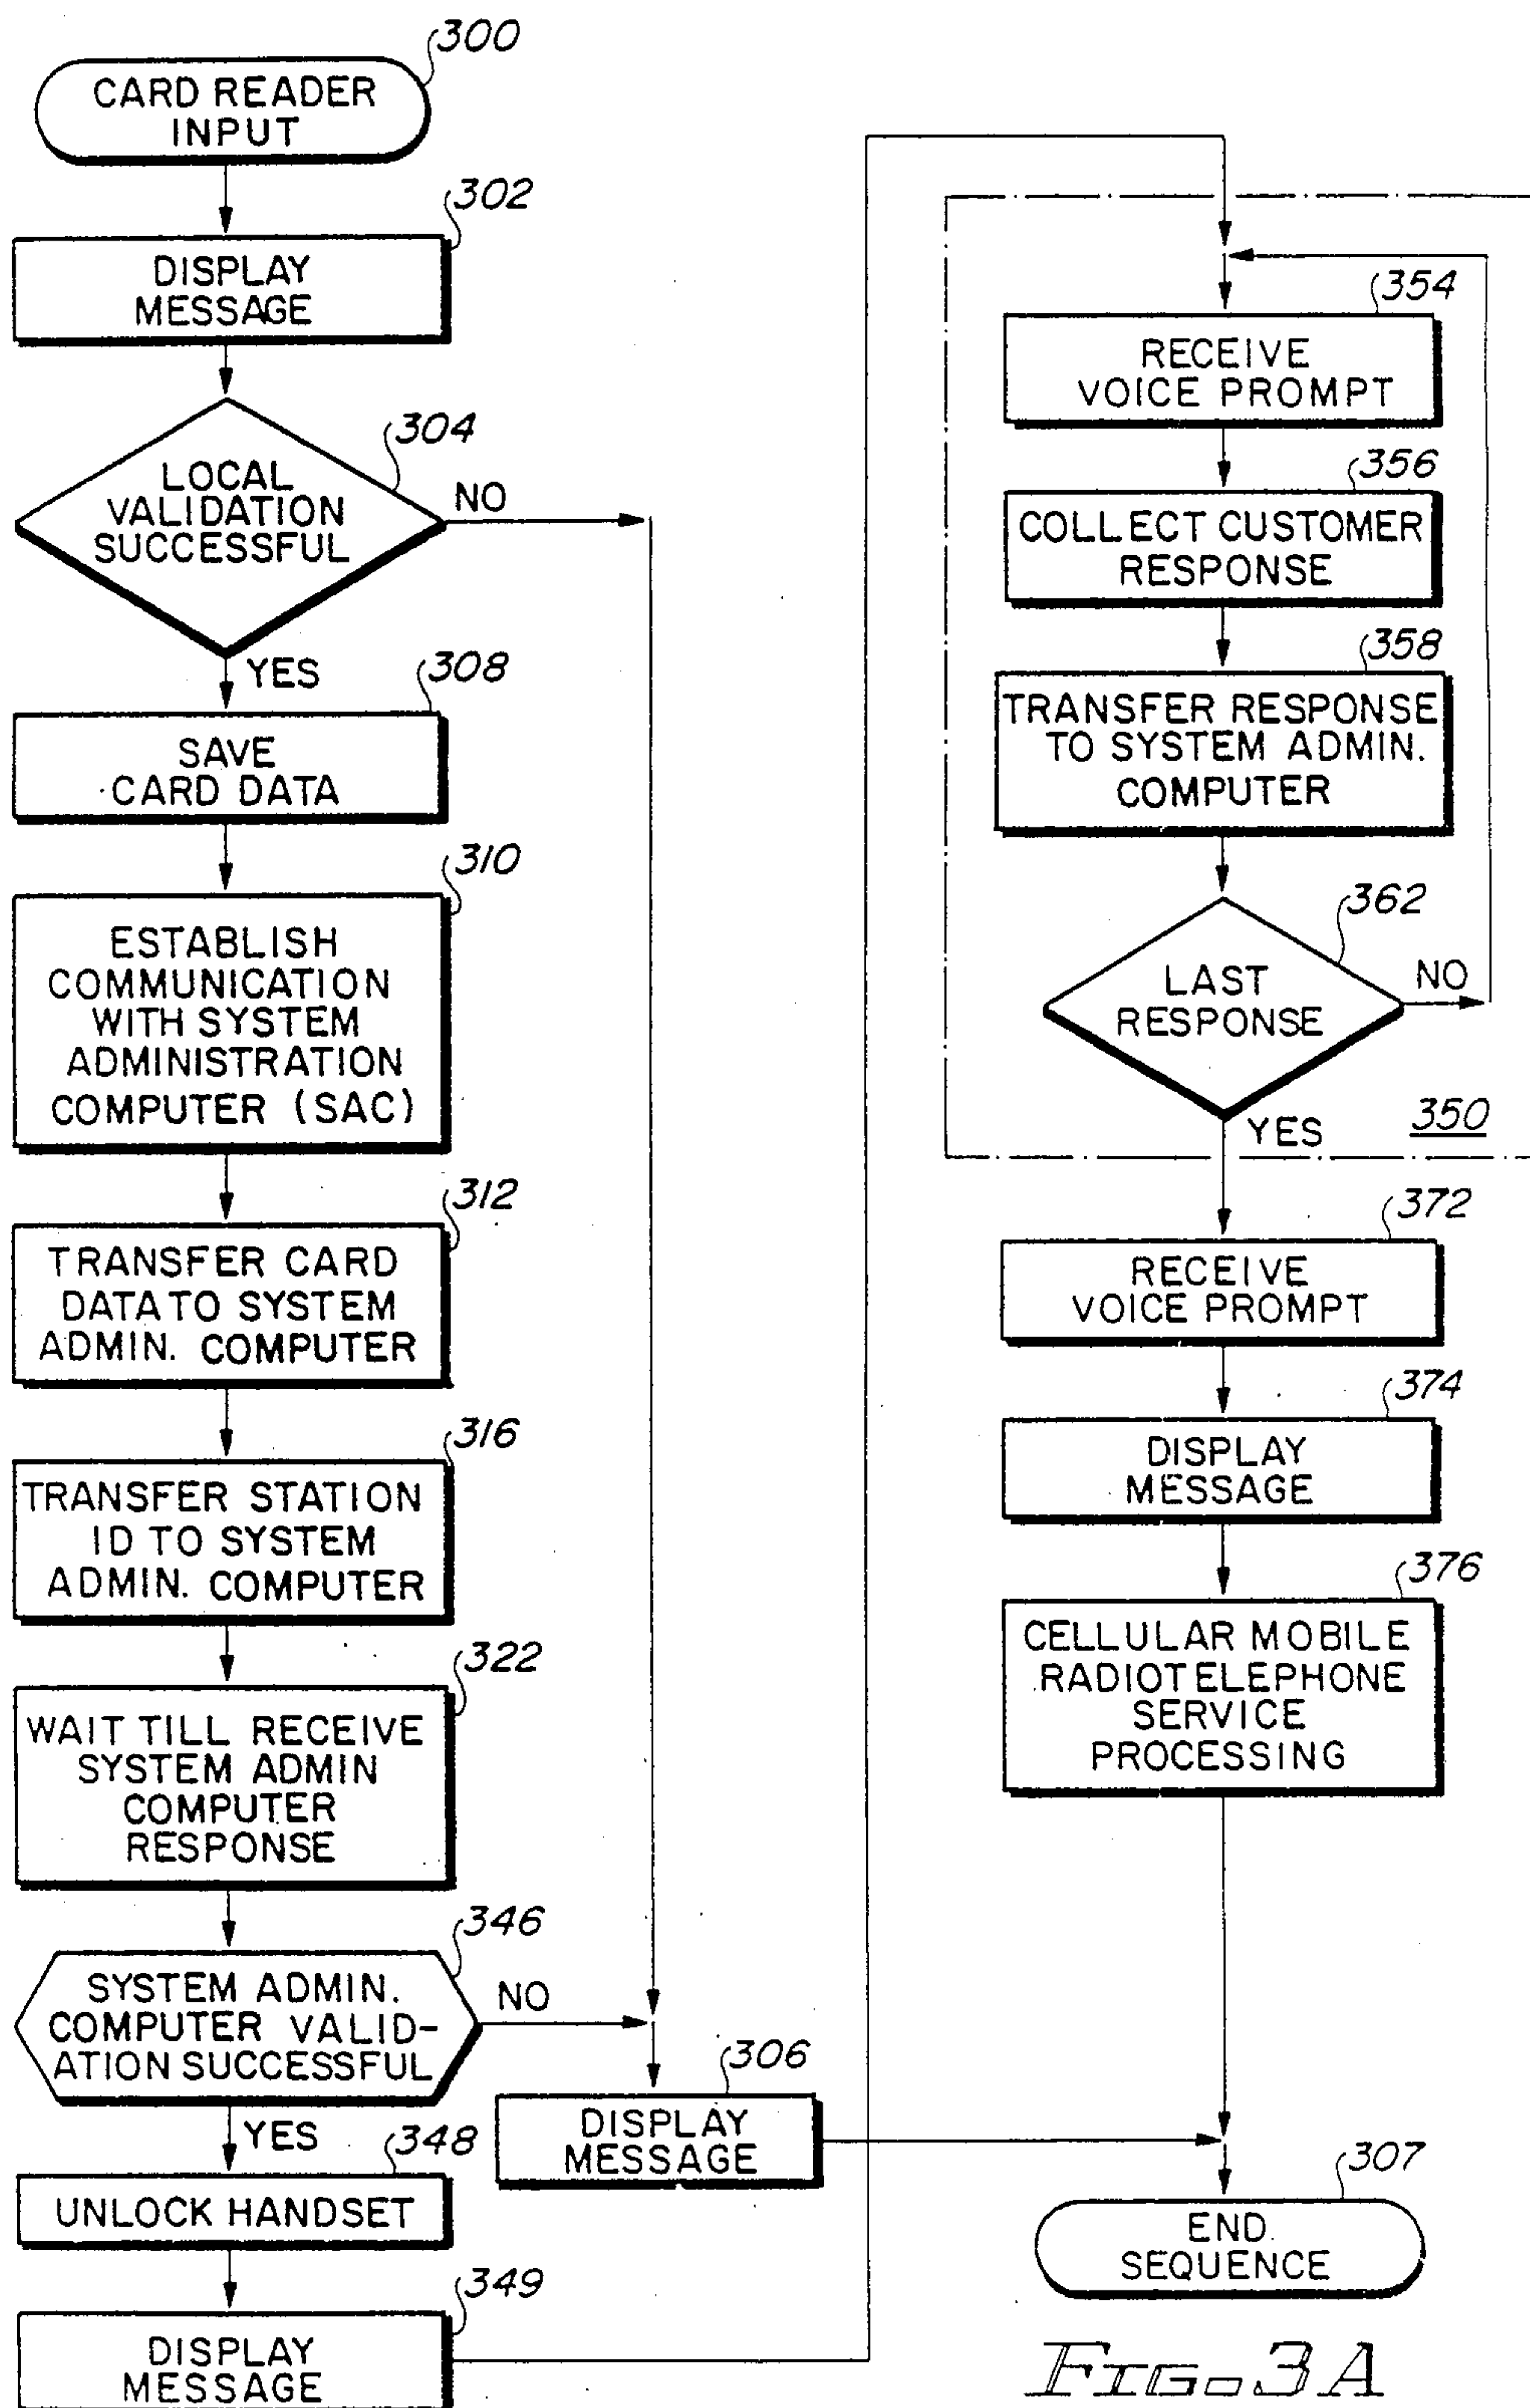 300
CARD READER
INPUT
302
DISPLAY
MESSAGE
304
LOCAL
VALIDATION
SUCCESSFUL
NO
YES
308
SAVE
CARD DATA
310
ESTABLISH
COMMUNICATION
WITH SYSTEM
ADMINISTRATION
COMPUTER (SAC)
312
TRANSFER CARD
DATA TO SYSTEM
ADMIN. COMPUTER
316
TRANSFER STATION
ID TO SYSTEM
ADMIN. COMPUTER
322
WAIT TILL RECEIVE
SYSTEM ADMIN
COMPUTER
RESPONSE
346
SYSTEM ADMIN.
COMPUTER VALID-
ATION SUCCESSFUL
NO
YES
348
UNLOCK HANDSET
349
DISPLAY
MESSAGE
306
DISPLAY
MESSAGE
354
RECEIVE
VOICE PROMPT
356
COLLECT CUSTOMER
RESPONSE
358
TRANSFER RESPONSE
TO SYSTEM ADMIN.
COMPUTER
362
LAST
RESPONSE
NO
YES
350
372
RECEIVE
VOICE PROMPT
374
DISPLAY
MESSAGE
376
CELLULAR MOBILE
RADIOTELEPHONE
SERVICE
PROCESSING
307
END
SEQUENCE
FIG. 3A